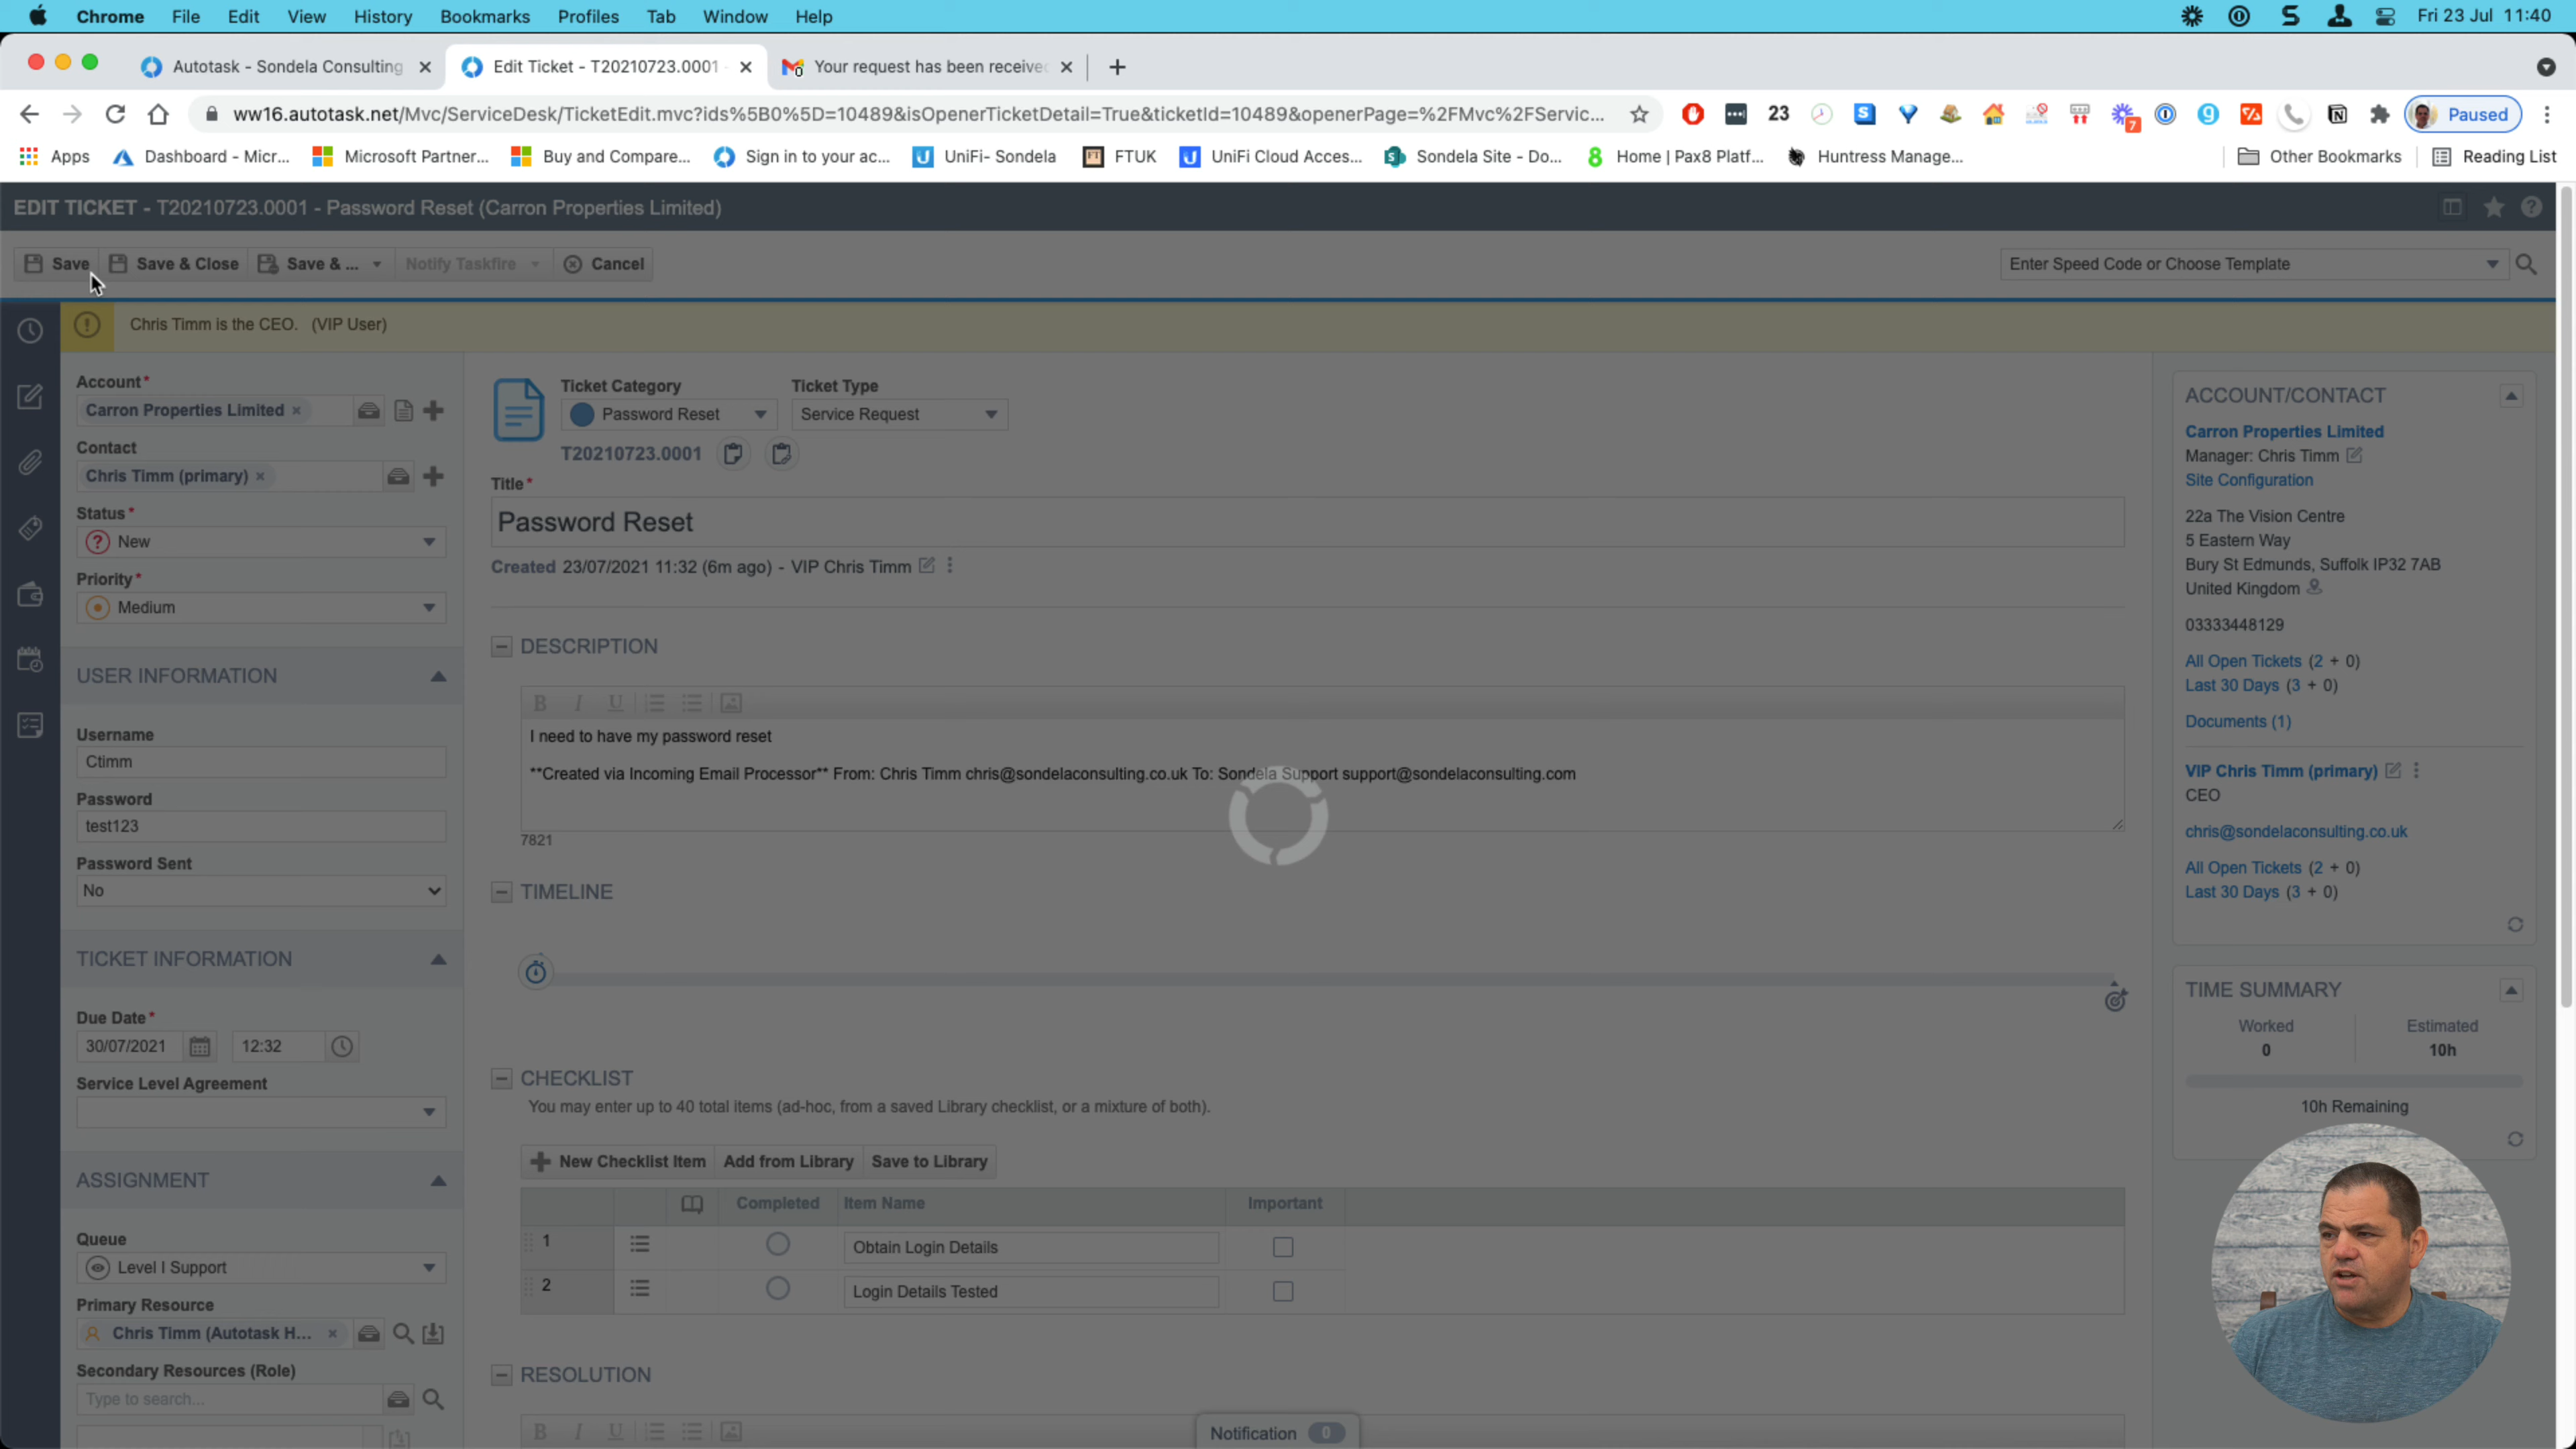 Chrome File Edit View History Bookmarks Profiles Tab Window Help Fri 23 Jul 11:40
Autotask - Sondela Consulting
Edit Ticket - T20210723.0001 -
Your request has been receive
ww16.autotask.net/Mvc/ServiceDesk/TicketEdit.mvc?ids%5B0%5D=10489&isOpenerTicketDetail=True&ticketId=10489&openerPage=%2FMvc%2FServic...
23
7
Paused
Apps Dashboard - Micr... Microsoft Partner... Buy and Compare... Sign in to your ac... UniFi- Sondela FTUK UniFi Cloud Acces... Sondela Site - Do... Home | Pax8 Platf... Huntress Manage... Other Bookmarks Reading List
EDIT TICKET - T20210723.0001 - Password Reset (Carron Properties Limited)
Save Save & Close Save & ... Notify Taskfire Cancel Enter Speed Code or Choose Template
Chris Timm is the CEO. (VIP User)
Account*
Carron Properties Limited
Contact
Chris Timm (primary)
Status*
New
Priority*
Medium
USER INFORMATION
Username
Ctimm
Password
test123
Password Sent
No
TICKET INFORMATION
Due Date*
30/07/2021 12:32
Service Level Agreement
ASSIGNMENT
Queue
Level I Support
Primary Resource
Chris Timm (Autotask H...
Secondary Resources (Role)
Type to search...
Ticket Category Ticket Type
Password Reset Service Request
T20210723.0001
Title*
Password Reset
Created 23/07/2021 11:32 (6m ago) - VIP Chris Timm
DESCRIPTION
B I U
I need to have my password reset
**Created via Incoming Email Processor** From: Chris Timm chris@sondelaconsulting.co.uk To: Sondela Support support@sondelaconsulting.com
7821
TIMELINE
CHECKLIST
You may enter up to 40 total items (ad-hoc, from a saved Library checklist, or a mixture of both).
New Checklist Item Add from Library Save to Library
Completed Item Name Important
1 Obtain Login Details
2 Login Details Tested
RESOLUTION
B I U
Notification 0
ACCOUNT/CONTACT
Carron Properties Limited
Manager: Chris Timm
Site Configuration
22a The Vision Centre
5 Eastern Way
Bury St Edmunds, Suffolk IP32 7AB
United Kingdom
03333448129
All Open Tickets (2 + 0)
Last 30 Days (3 + 0)
Documents (1)
VIP Chris Timm (primary)
CEO
chris@sondelaconsulting.co.uk
All Open Tickets (2 + 0)
Last 30 Days (3 + 0)
TIME SUMMARY
Worked Estimated
0 10h
10h Remaining